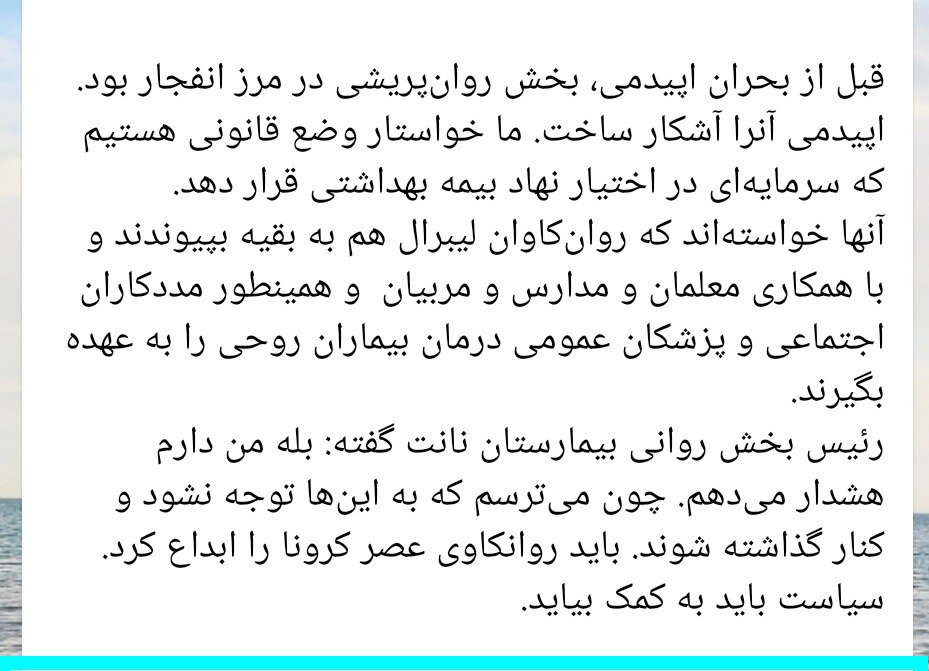 قبل از بحران اپیدمی، بخش روان‌پریشی در مرز انفجار بود.
اپیدمی آنرا آشکار ساخت. ما خواستار وضع قانونی هستیم
که سرمایه‌ای در اختیار نهاد بیمه بهداشتی قرار دهد.
آنها خواسته‌اند که روان‌کاوان لیبرال هم به بقیه بپیوندند و
با همکاری معلمان و مدارس و مربیان  و همینطور مددکاران
اجتماعی و پزشکان عمومی درمان بیماران روحی را به عهده
بگیرند.
رئیس بخش روانی بیمارستان نانت گفته: بله من دارم
هشدار می‌دهم. چون می‌ترسم که به این‌ها توجه نشود و
کنار گذاشته شوند. باید روانکاوی عصر کرونا را ابداع کرد.
سیاست باید به کمک بیاید.